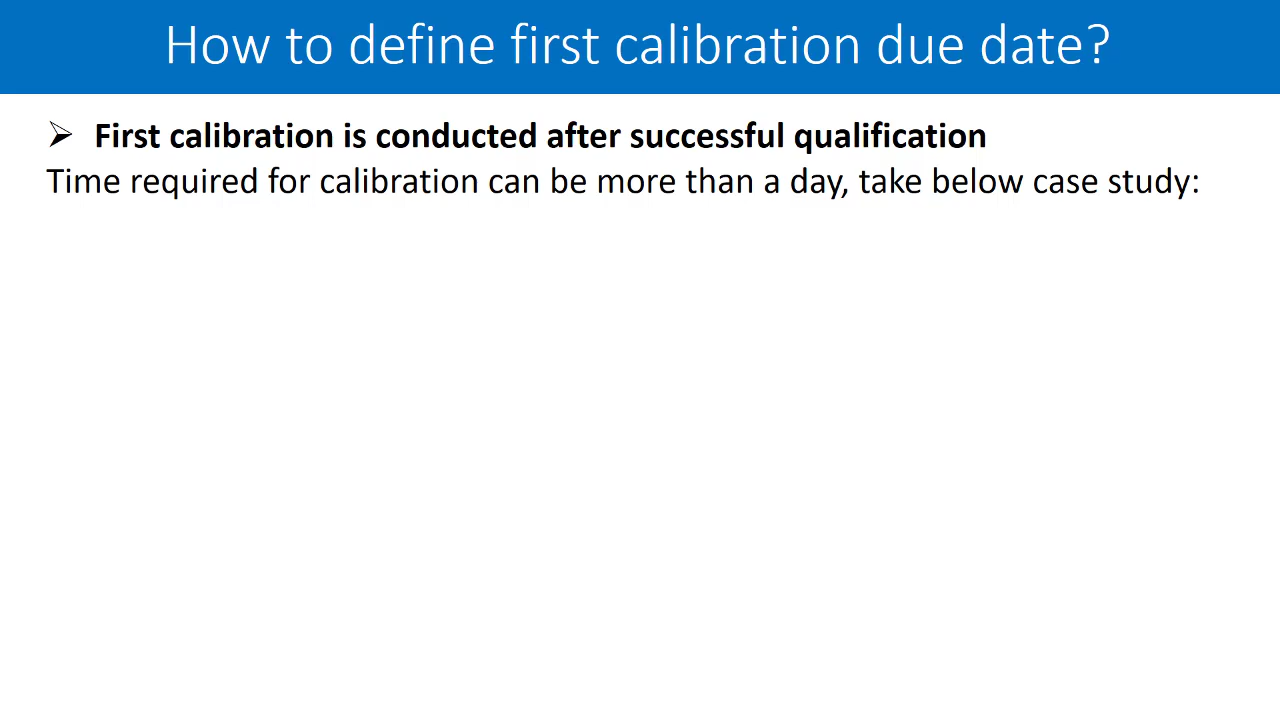 How to define first calibration due date?
First calibration is conducted after successful qualification
Time required for calibration can be more than a day, take below case study: